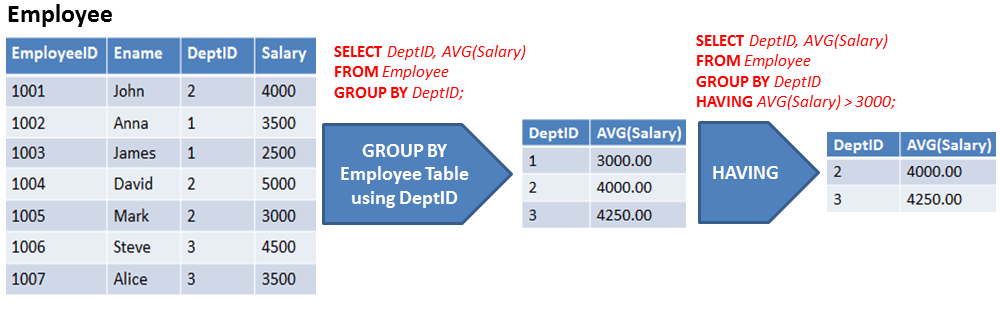 Employee
EmployeeID Ename DeptID Salary
1001 John 2 4000
1002 Anna 1 3500
1003 James 1 2500
1004 David 2 5000
1005 Mark 2 3000
1006 Steve 3 4500
1007 Alice 3 3500
SELECT DeptID, AVG(Salary)
FROM Employee
GROUP BY DeptID;
GROUP BY
Employee Table
using DeptID
DeptID AVG(Salary)
1 3000.00
2 4000.00
3 4250.00
SELECT DeptID, AVG(Salary)
FROM Employee
GROUP BY DeptID
HAVING AVG(Salary) > 3000;
HAVING
DeptID AVG(Salary)
2 4000.00
3 4250.00